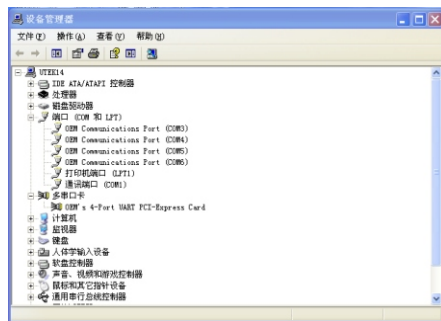 设备管理器
文件(F) 操作(A) 查看(V) 帮助(H)
UTEK14
IDE ATA/ATAPI 控制器
处理器
磁盘驱动器
端口 (COM 和 LPT)
OEM Communications Port (COM3)
OEM Communications Port (COM4)
OEM Communications Port (COM5)
OEM Communications Port (COM6)
打印机端口 (LPT1)
通讯端口 (COM1)
多串口卡
OEM's 4-Port UART PCI-Express Card
计算机
监视器
键盘
人体学输入设备
软盘控制器
声音、视频和游戏控制器
鼠标和其它指针设备
通用串行总线控制器